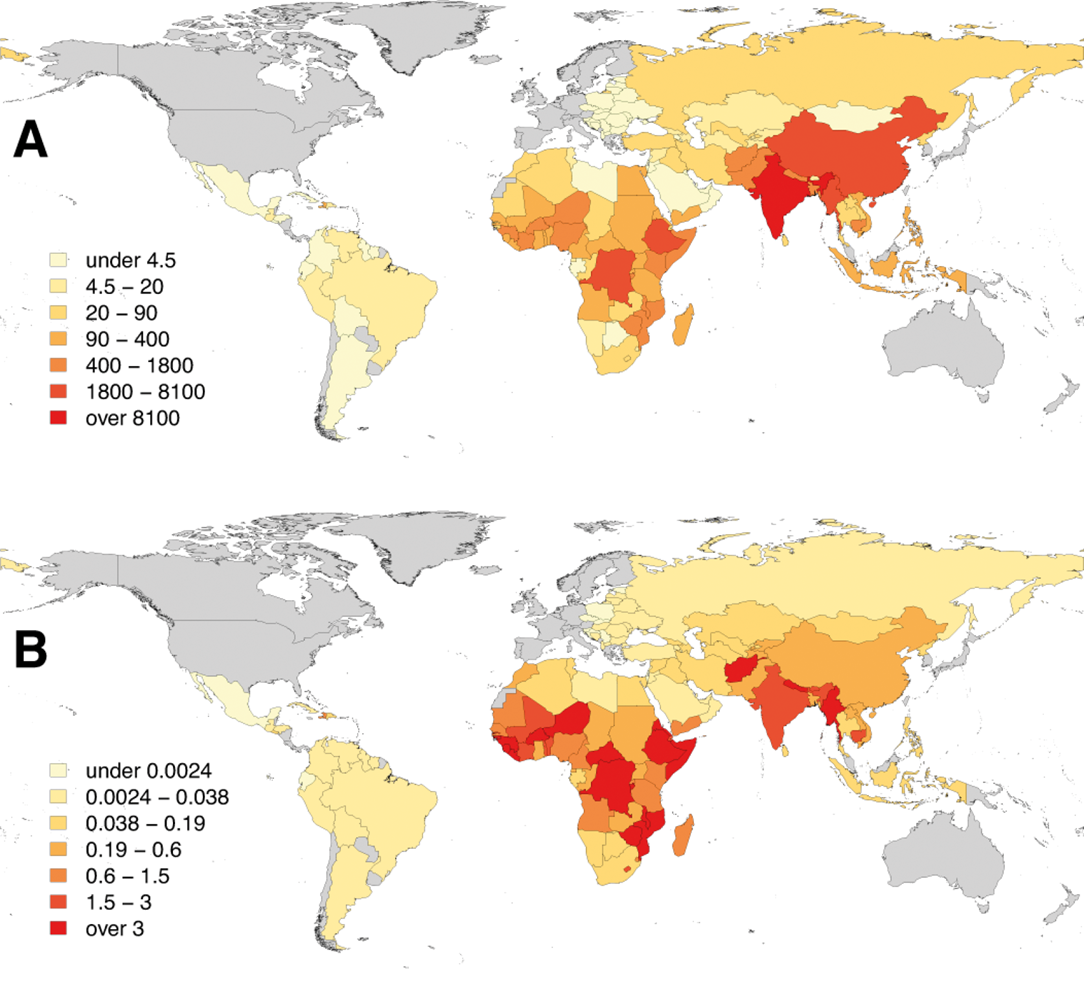 A
under 4.5
4.5 – 20
20 – 90
90 – 400
400 – 1800
1800 – 8100
over 8100
B
under 0.0024
0.0024 – 0.038
0.038 – 0.19
0.19 – 0.6
0.6 – 1.5
1.5 – 3
over 3